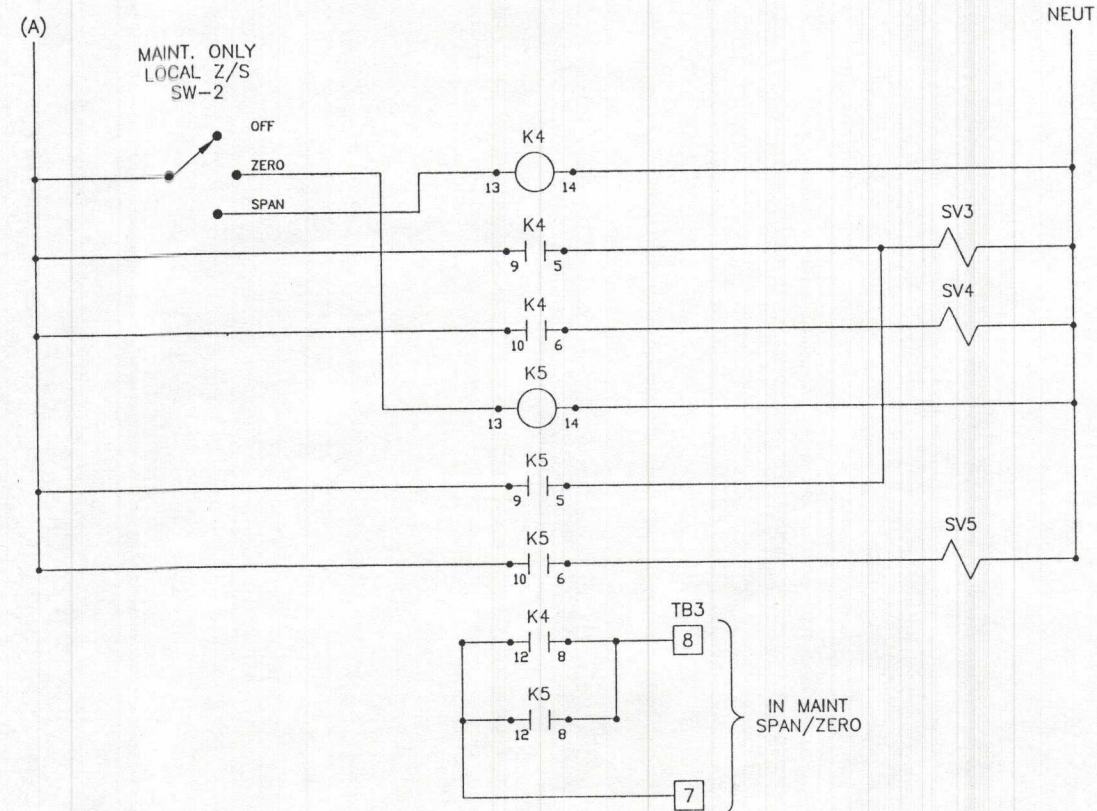 (A)
NEUT
MAINT. ONLY
LOCAL Z/S
SW-2
OFF
ZERO
SPAN
K4
13
14
K4
9
5
SV3
K4
10
6
SV4
K5
13
14
K5
9
5
K5
10
6
SV5
K4
12
8
TB3
8
K5
12
8
IN MAINT
SPAN/ZERO
7